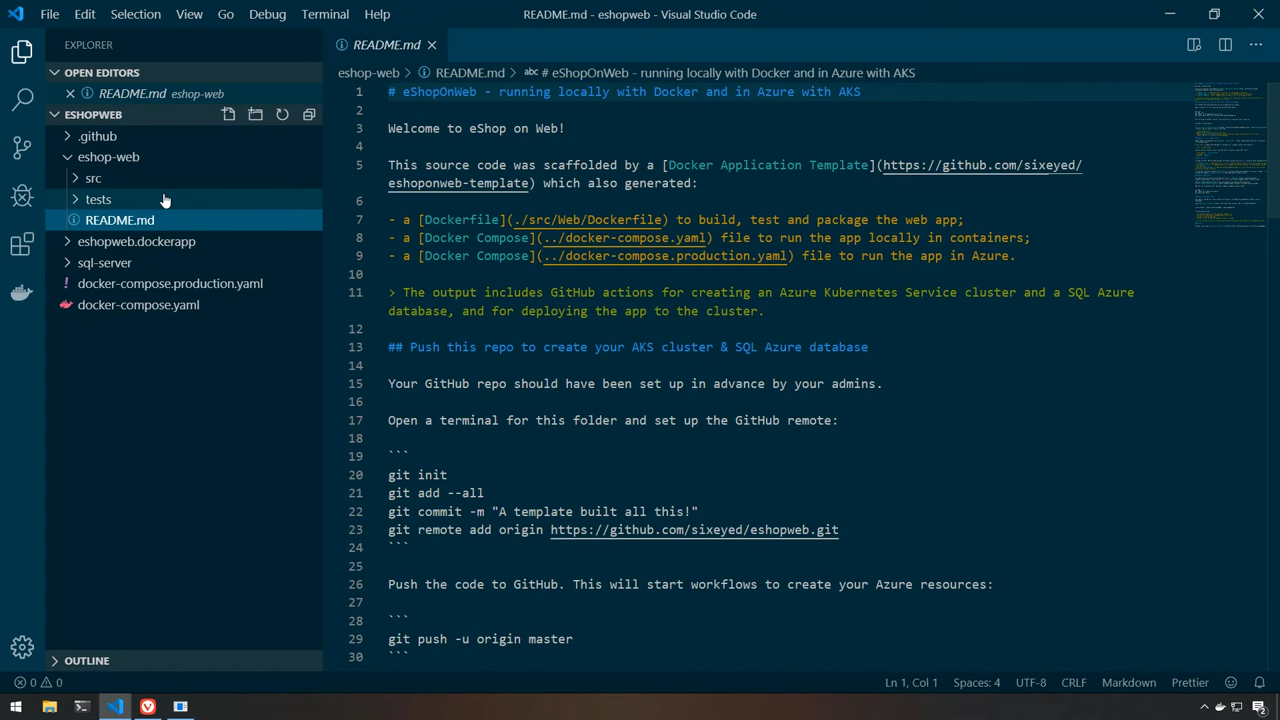 File Edit Selection View Go Debug Terminal Help README.md - eshopweb - Visual Studio Code
EXPLORER
OPEN EDITORS
README.md eshop-web
ESHOPWEB
.github
eshop-web
src
tests
README.md
sql-server
docker-compose.production.yaml
docker-compose.yaml
OUTLINE
README.md
eshop-web README.md # eShopOnWeb - running locally with Docker and in Azure with AKS
1 # eShopOnWeb - running locally with Docker and in Azure with AKS
2
3 Welcome to eShop on Web!
4
5 This source code is scaffolded by a [Docker Application Template](https://github.com/sixeyed/
eshoponweb-template) which also generated:
6
7 - a [Dockerfile](./src/Web/Dockerfile) to build, test and package the web app;
8 - a [Docker Compose](../docker-compose.yaml) file to run the app locally in containers;
9 - a [Docker Compose](../docker-compose.production.yaml) file to run the app in Azure.
10
11 > The output includes GitHub actions for creating an Azure Kubernetes Service cluster and a SQL Azure
database, and for deploying the app to the cluster.
12
13 ## Push this repo to create your AKS cluster & SQL Azure database
14
15 Your GitHub repo should have been set up in advance by your admins.
16
17 Open a terminal for this folder and set up the GitHub remote:
18
19 ```
20 git init
21 git add --all
22 git commit -m "A template built all this!"
23 git remote add origin https://github.com/sixeyed/eshopweb.git
24 ```
25
26 Push the code to GitHub. This will start workflows to create your Azure resources:
27
28 ```
29 git push -u origin master
30 ```
0 0 Ln 1, Col 1 Spaces: 4 UTF-8 CRLF Markdown Prettier
2